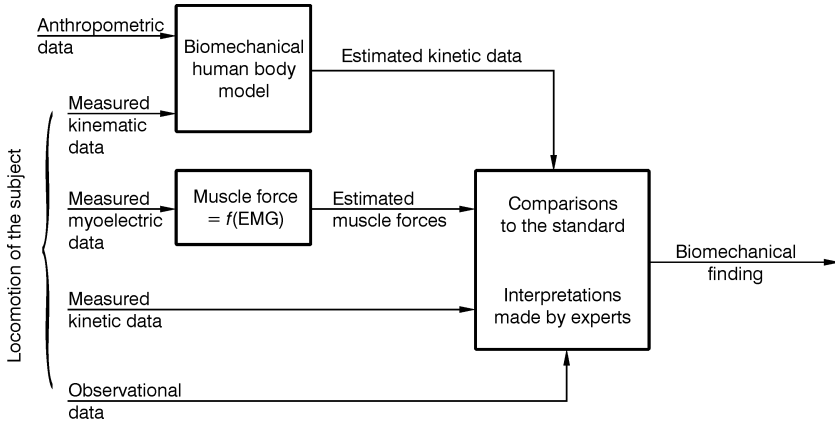 Anthropometric
data
Biomechanical
human body
model
Estimated kinetic data
Measured
kinematic
data
Locomotion of the subject
Measured
myoelectric
data
Muscle force
= f(EMG)
Estimated
muscle forces
Comparisons
to the standard
Interpretations
made by experts
Biomechanical
finding
Measured
kinetic data
Observational
data